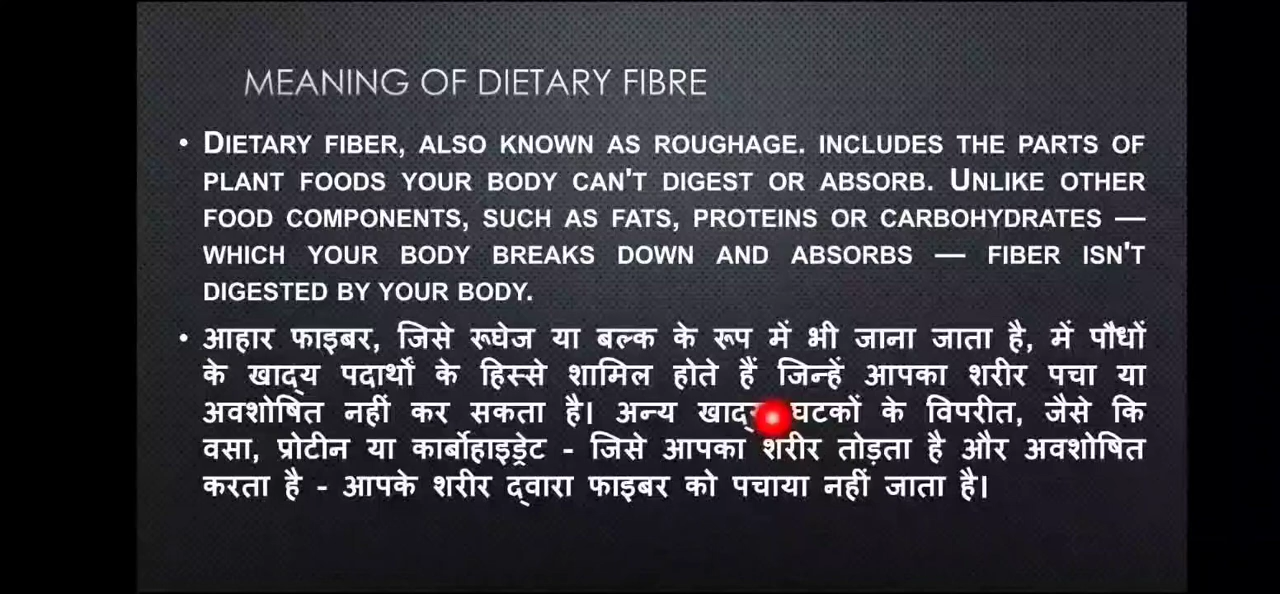 MEANING OF DIETARY FIBRE
• DIETARY FIBER, ALSO KNOWN AS ROUGHAGE. INCLUDES THE PARTS OF
PLANT FOODS YOUR BODY CAN'T DIGEST OR ABSORB. UNLIKE OTHER
FOOD COMPONENTS, SUCH AS FATS, PROTEINS OR CARBOHYDRATES —
WHICH YOUR BODY BREAKS DOWN AND ABSORBS — FIBER ISN'T
DIGESTED BY YOUR BODY.
• आहार फाइबर, जिसे रूघेज या बल्क के रूप में भी जाना जाता है, में पौधों
के खाद्य पदार्थों के हिस्से शामिल होते हैं जिन्हें आपका शरीर पचा या
अवशोषित नहीं कर सकता है। अन्य घटकों के विपरीत, जैसे कि
वसा, प्रोटीन या कार्बोहाइड्रेट - जिसे आपका शरीर तोड़ता है और अवशोषित
करता है - आपके शरीर द्वारा फाइबर को पचाया नहीं जाता है।